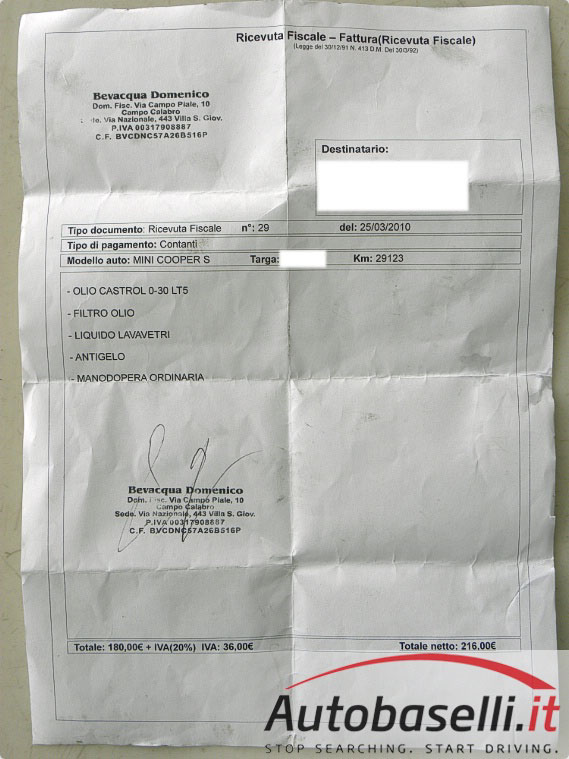 Ricevuta Fiscale – Fattura(Ricevuta Fiscale)
(Legge del 30/12/91 N. 413 D.M. Del 30/3/92)
Bevacqua Domenico
Dom. Fisc. Via Campo Piale, 10
Campo Calabro
Via Nazionale, 443 Villa S. Giov.
P.IVA 00317908887
C.F. BVCDNC57A26B516P
Destinatario:
Tipo documento: Ricevuta Fiscale n°: 29 del: 25/03/2010
Tipo di pagamento: Contanti
Modello auto: MINI COOPER S Targa: Km: 29123
- OLIO CASTROL 0-30 LT5
- FILTRO OLIO
- LIQUIDO LAVAVETRI
- ANTIGELO
- MANODOPERA ORDINARIA
Bevacqua Domenico
Dom. Fisc. Via Campo Piale, 10
Campo Calabro
Sede. Via Nazionale, 443 Villa S. Giov.
P.IVA 00317908887
C.F. BVCDNC57A26B516P
Totale: 180,00€ + IVA(20%) IVA: 36,00€ Totale netto: 216,00€
Autobaselli.it
STOP SEARCHING. START DRIVING.